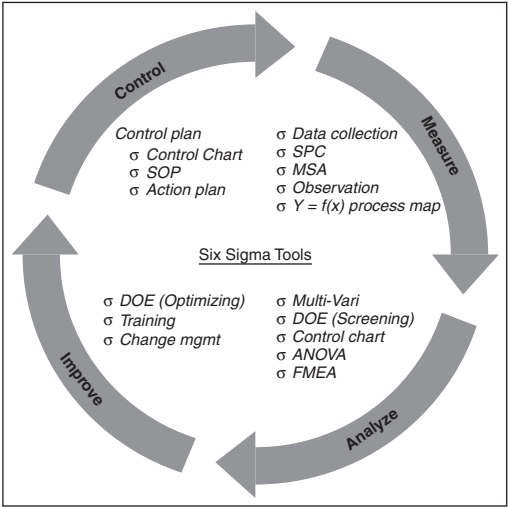 Control
Control plan
σ Control Chart
σ SOP
σ Action plan
Measure
σ Data collection
σ SPC
σ MSA
σ Observation
σ Y = f(x) process map
Six Sigma Tools
Improve
σ DOE (Optimizing)
σ Training
σ Change mgmt
σ Multi-Vari
σ DOE (Screening)
σ Control chart
σ ANOVA
σ FMEA
Analyze